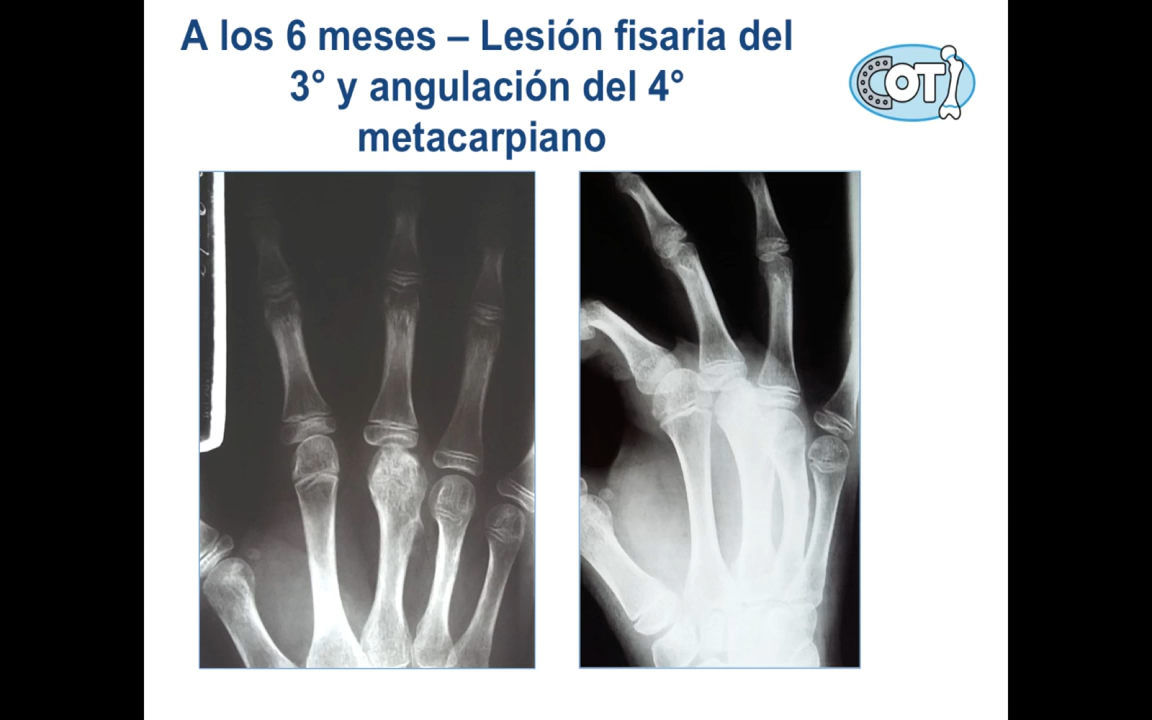 A los 6 meses – Lesión fisaria del
3° y angulación del 4°
metacarpiano
COT